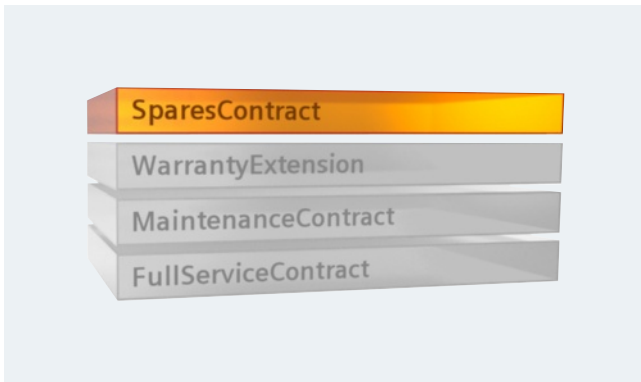 SparesContract
WarrantyExtension
MaintenanceContract
FullServiceContract